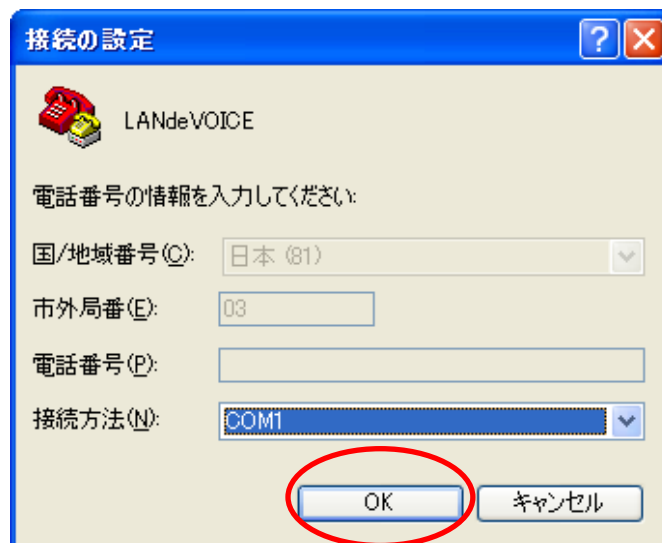 接続の設定
LANdeVOICE
電話番号の情報を入力してください:
国/地域番号(C): 日本 (81)
市外局番(E): 03
電話番号(P):
接続方法(N): COM1
OK キャンセル